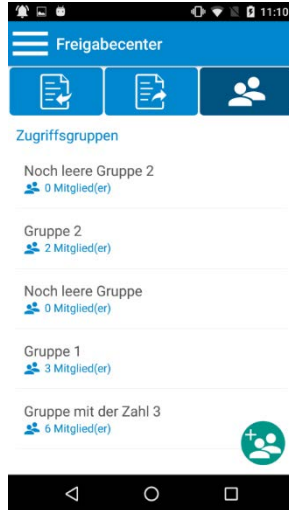 11:10
Freigabecenter
Zugriffsgruppen
Noch leere Gruppe 2
0 Mitglied(er)
Gruppe 2
2 Mitglied(er)
Noch leere Gruppe
0 Mitglied(er)
Gruppe 1
3 Mitglied(er)
Gruppe mit der Zahl 3
6 Mitglied(er)